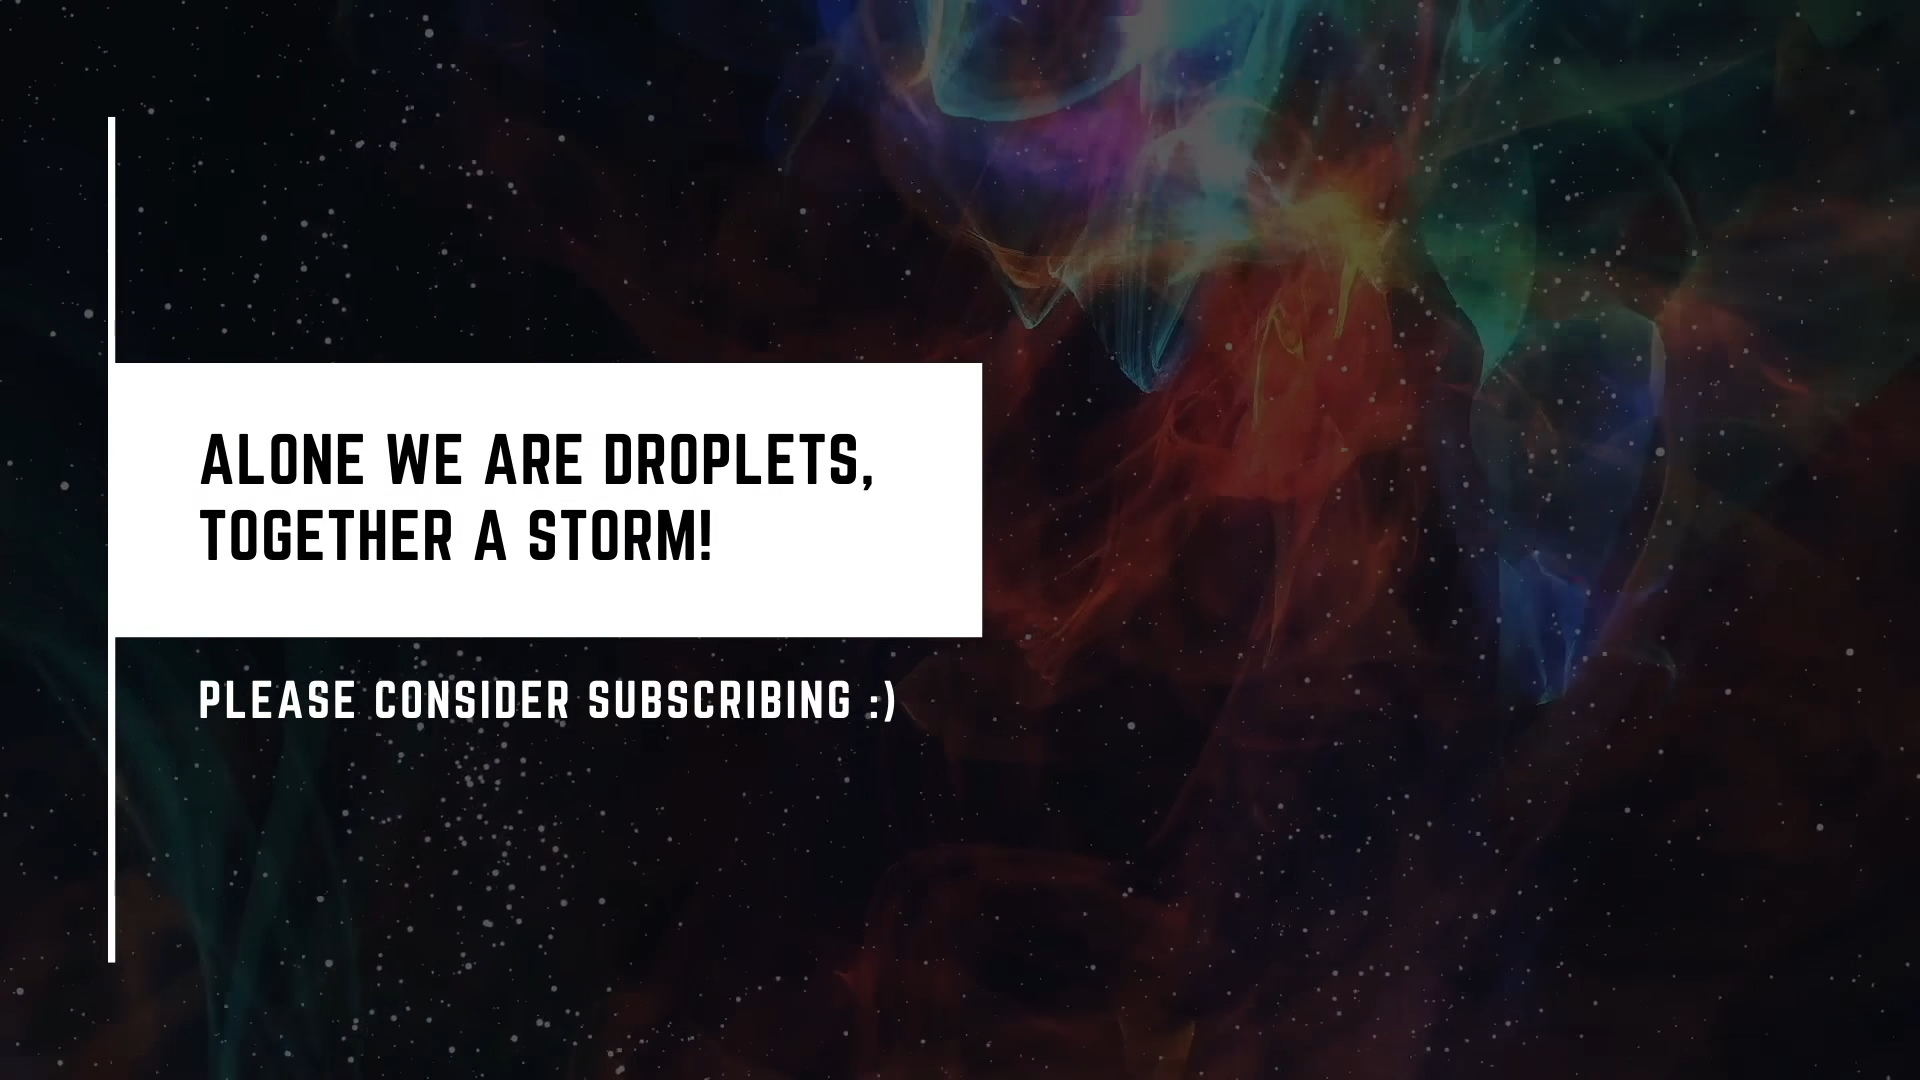 ALONE WE ARE DROPLETS,
TOGETHER A STORM!
PLEASE CONSIDER SUBSCRIBING :)